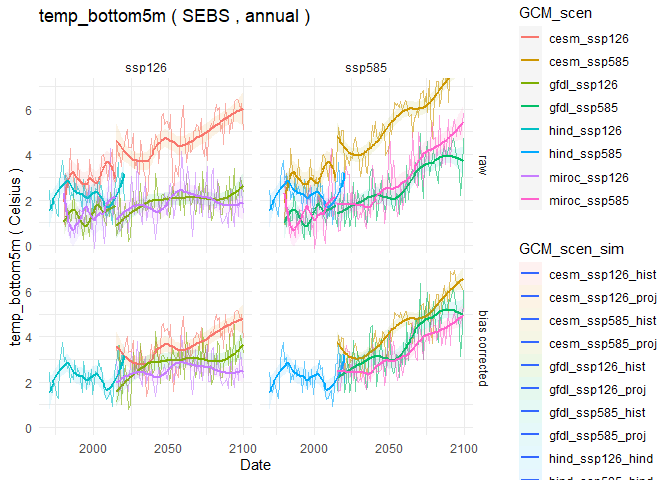 temp_bottom5m ( SEBS , annual )
ssp126
ssp585
temp_bottom5m ( Celsius )
6
4
2
0
raw
6
4
2
0
bias corrected
2000
2050
2100
2000
2050
2100
Date
GCM_scen
cesm_ssp126
cesm_ssp585
gfdl_ssp126
gfdl_ssp585
hind_ssp126
hind_ssp585
miroc_ssp126
miroc_ssp585
GCM_scen_sim
cesm_ssp126_hist
cesm_ssp126_proj
cesm_ssp585_hist
cesm_ssp585_proj
gfdl_ssp126_hist
gfdl_ssp126_proj
gfdl_ssp585_hist
gfdl_ssp585_proj
hind_ssp126_hind